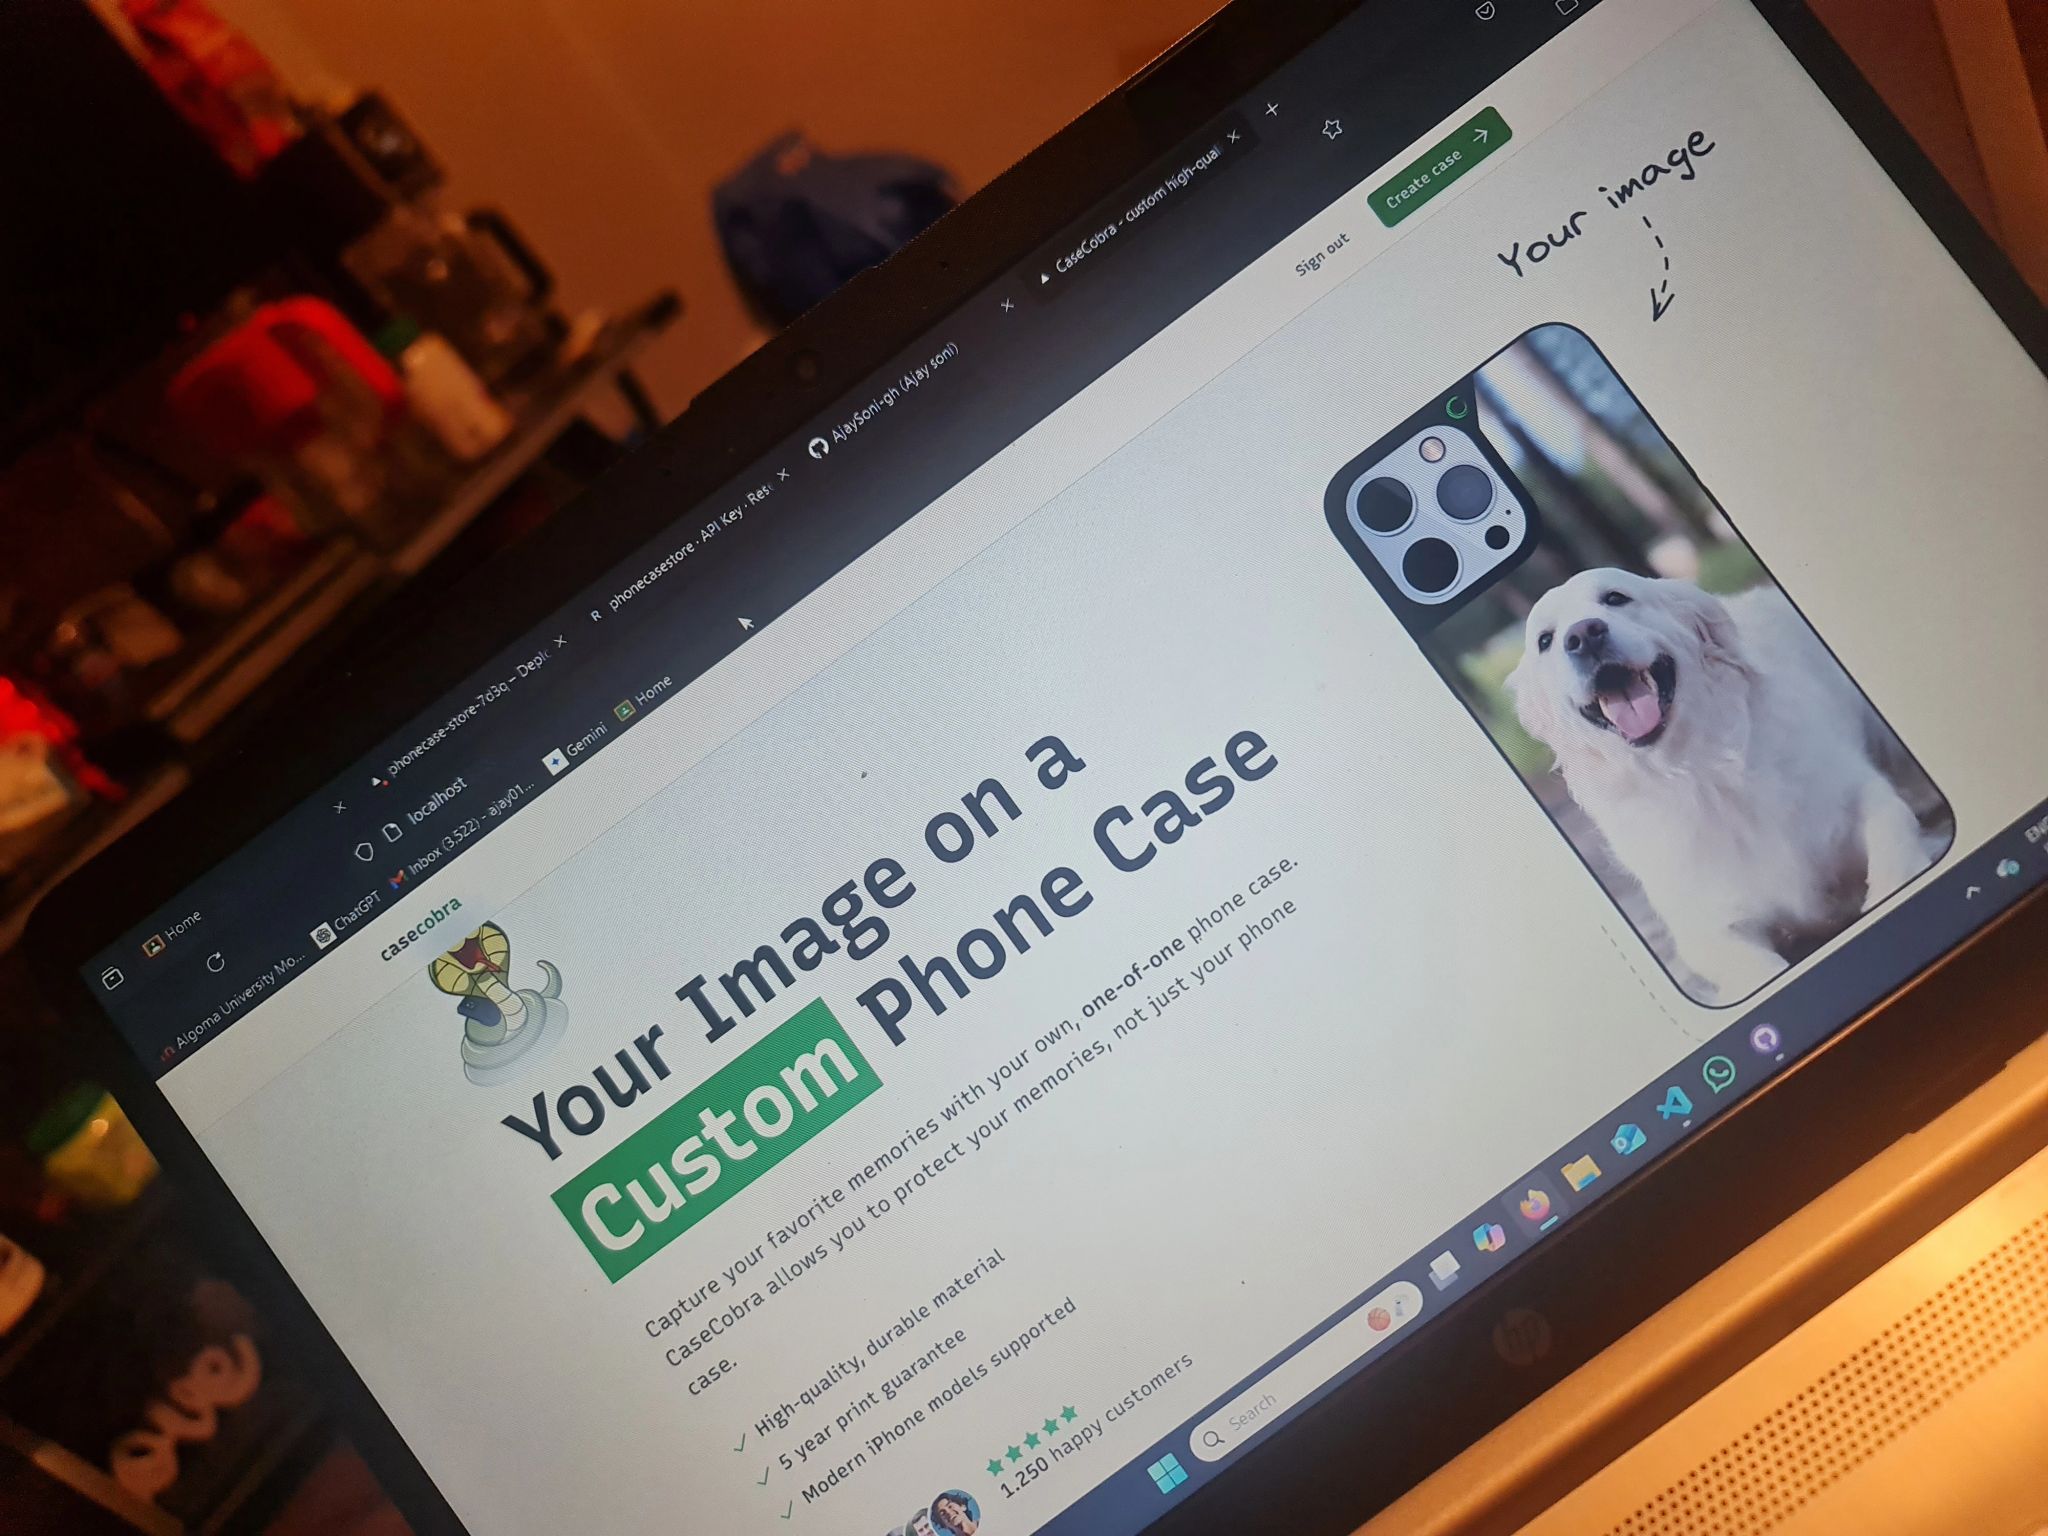 Home
phonecase-store-7d3q – Deplo
R phonecasestore · API Key · Rese
AjaySoni-gh (Ajay soni)
CaseCobra - custom high-qual
localhost
Algoma University Mo...
ChatGPT
Inbox (3,522) - ajay01...
Gemini
Home
casecobra
Sign out
Create case
Your Image on a
Custom Phone Case
Capture your favorite memories with your own, one-of-one phone case.
CaseCobra allows you to protect your memories, not just your phone
case.
✓ High-quality, durable material
✓ 5 year print guarantee
✓ Modern iPhone models supported
1.250 happy customers
Your image
Search
hp